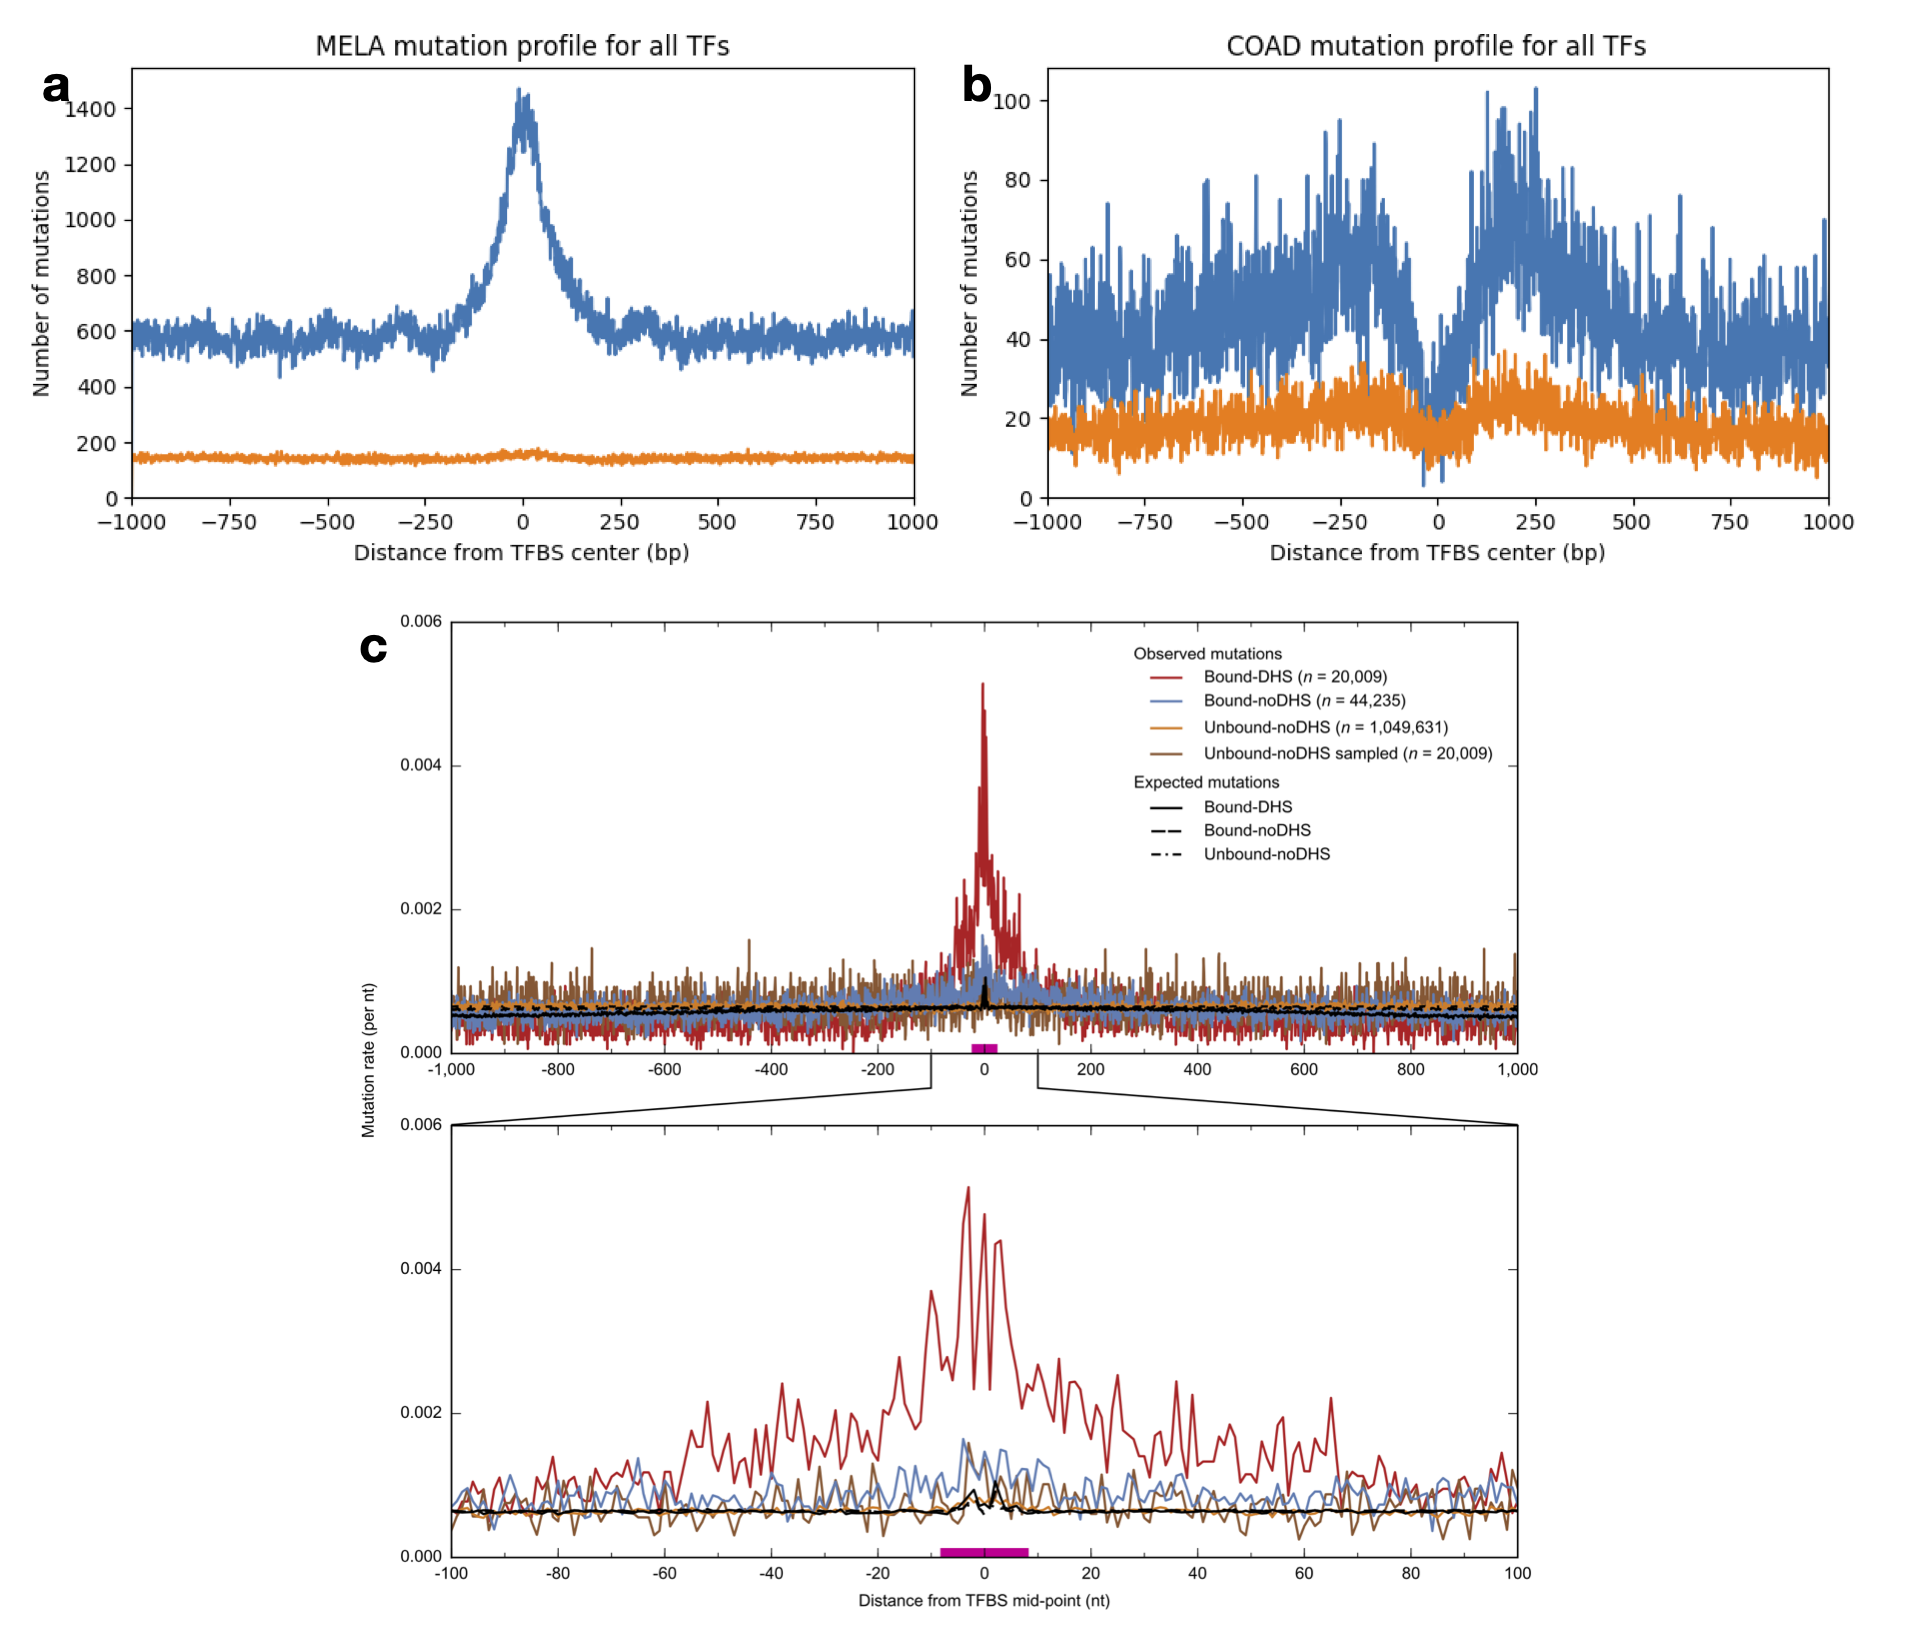 MELA mutation profile for all TFs
a
1400
1200
1000
800
600
400
200
0
Number of mutations
−1000 −750 −500 −250 0 250 500 750 1000
Distance from TFBS center (bp)
COAD mutation profile for all TFs
b
100
80
60
40
20
0
Number of mutations
−1000 −750 −500 −250 0 250 500 750 1000
Distance from TFBS center (bp)
c
0.006
0.004
0.002
0.000
Observed mutations
Bound-DHS (n = 20,009)
Bound-noDHS (n = 44,235)
Unbound-noDHS (n = 1,049,631)
Unbound-noDHS sampled (n = 20,009)
Expected mutations
Bound-DHS
Bound-noDHS
Unbound-noDHS
-1,000 -800 -600 -400 -200 0 200 400 600 800 1,000
Mutation rate (per nt)
0.006
0.004
0.002
0.000
-100 -80 -60 -40 -20 0 20 40 60 80 100
Distance from TFBS mid-point (nt)